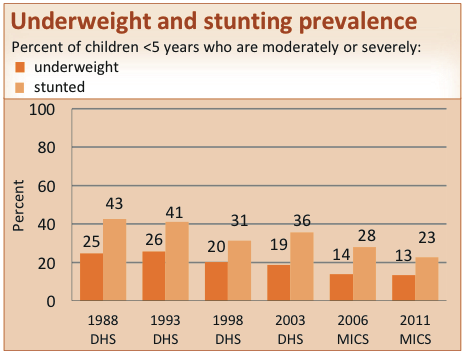 Underweight and stunting prevalence
Percent of children <5 years who are moderately or severely:
underweight
stunted
Percent
100
80
60
40
20
0
25 43
26 41
20 31
19 36
14 28
13 23
1988 1993 1998 2003 2006 2011
DHS DHS DHS DHS MICS MICS